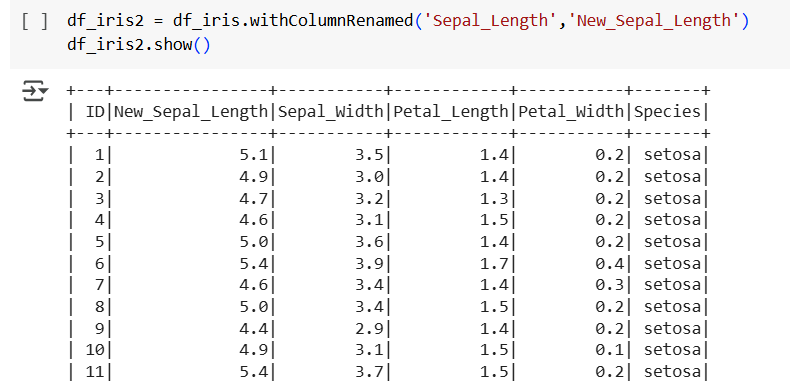 [ ] df_iris2 = df_iris.withColumnRenamed('Sepal_Length','New_Sepal_Length')
df_iris2.show()
+---+----------------+-----------+------------+-----------+-------+
| ID|New_Sepal_Length|Sepal_Width|Petal_Length|Petal_Width|Species|
+---+----------------+-----------+------------+-----------+-------+
|  1|             5.1|        3.5|         1.4|        0.2| setosa|
|  2|             4.9|        3.0|         1.4|        0.2| setosa|
|  3|             4.7|        3.2|         1.3|        0.2| setosa|
|  4|             4.6|        3.1|         1.5|        0.2| setosa|
|  5|             5.0|        3.6|         1.4|        0.2| setosa|
|  6|             5.4|        3.9|         1.7|        0.4| setosa|
|  7|             4.6|        3.4|         1.4|        0.3| setosa|
|  8|             5.0|        3.4|         1.5|        0.2| setosa|
|  9|             4.4|        2.9|         1.4|        0.2| setosa|
| 10|             4.9|        3.1|         1.5|        0.1| setosa|
| 11|             5.4|        3.7|         1.5|        0.2| setosa|